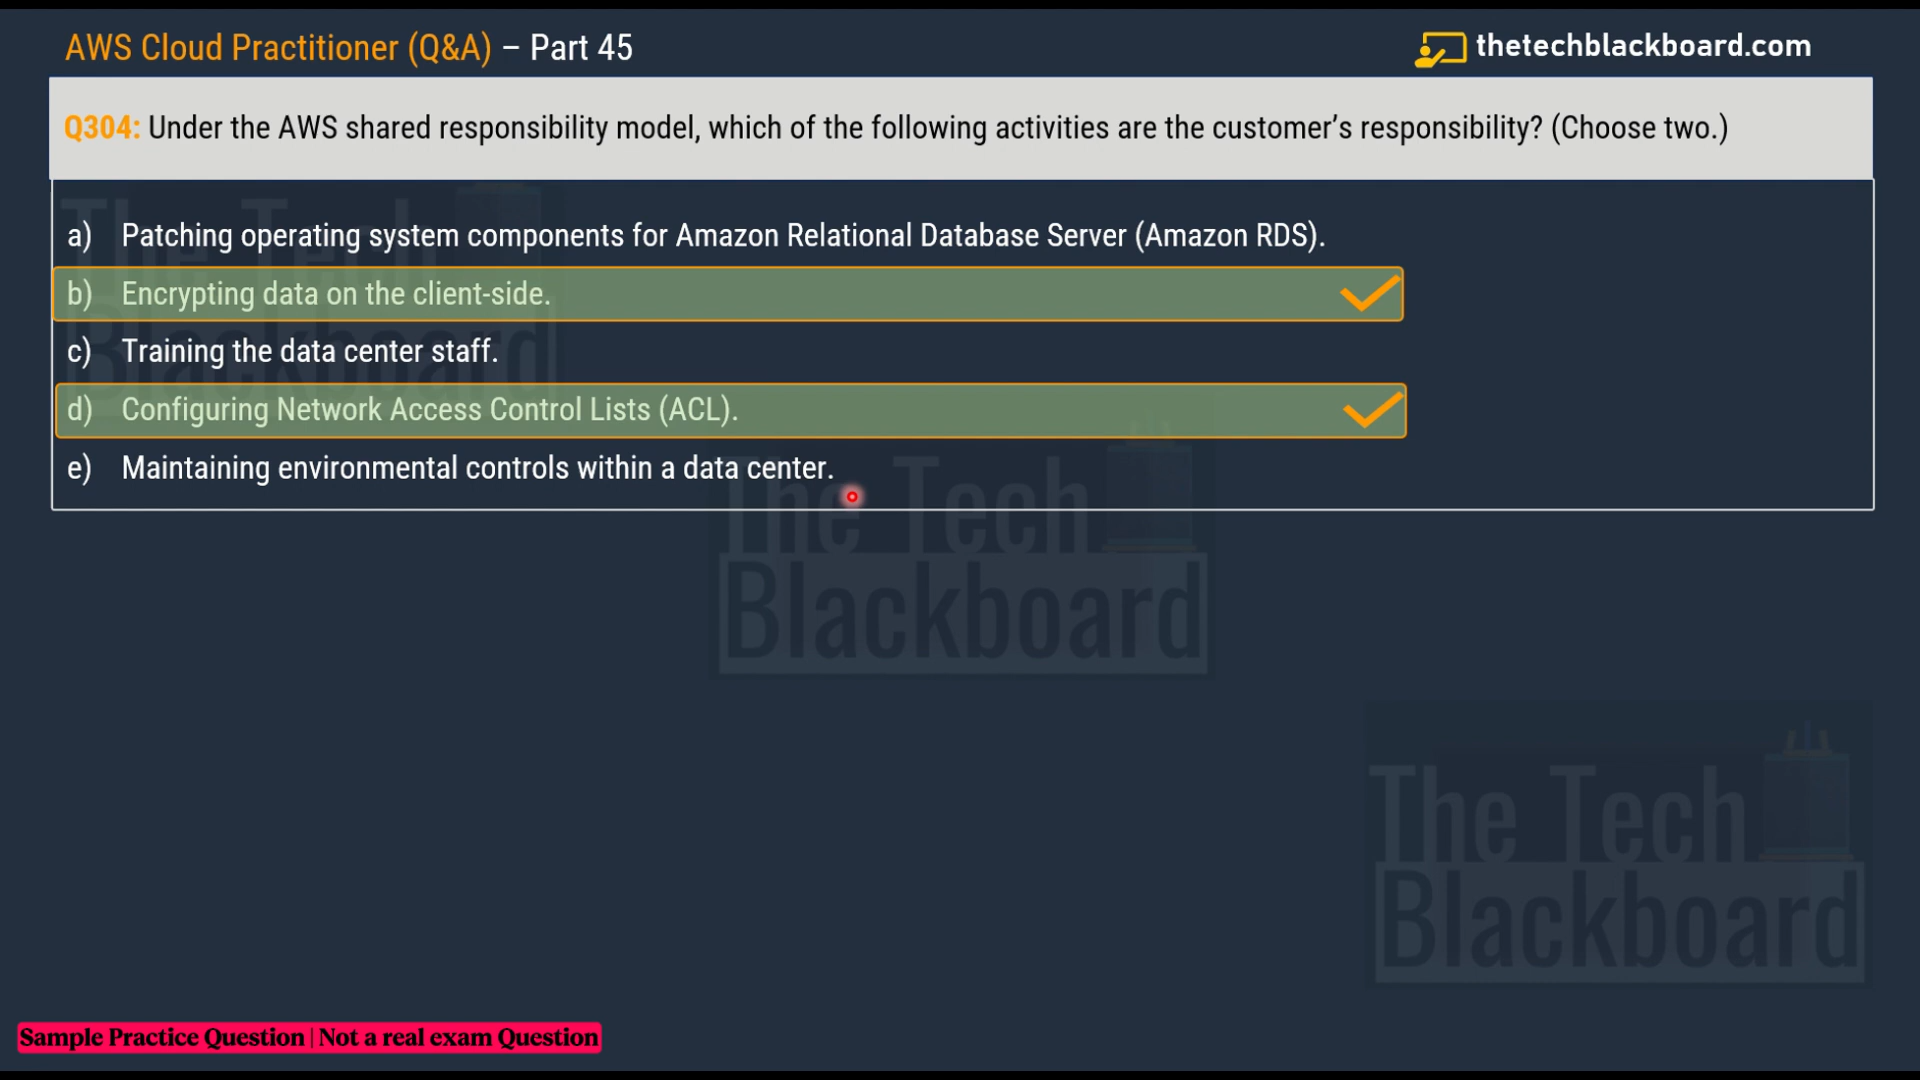 AWS Cloud Practitioner (Q&A) – Part 45
thetechblackboard.com
Q304: Under the AWS shared responsibility model, which of the following activities are the customer’s responsibility? (Choose two.)
a) Patching operating system components for Amazon Relational Database Server (Amazon RDS).
b) Encrypting data on the client-side.
c) Training the data center staff.
d) Configuring Network Access Control Lists (ACL).
e) Maintaining environmental controls within a data center.
The Tech
Blackboard
The Tech
Blackboard
The Tech
Blackboard
Sample Practice Question | Not a real exam Question